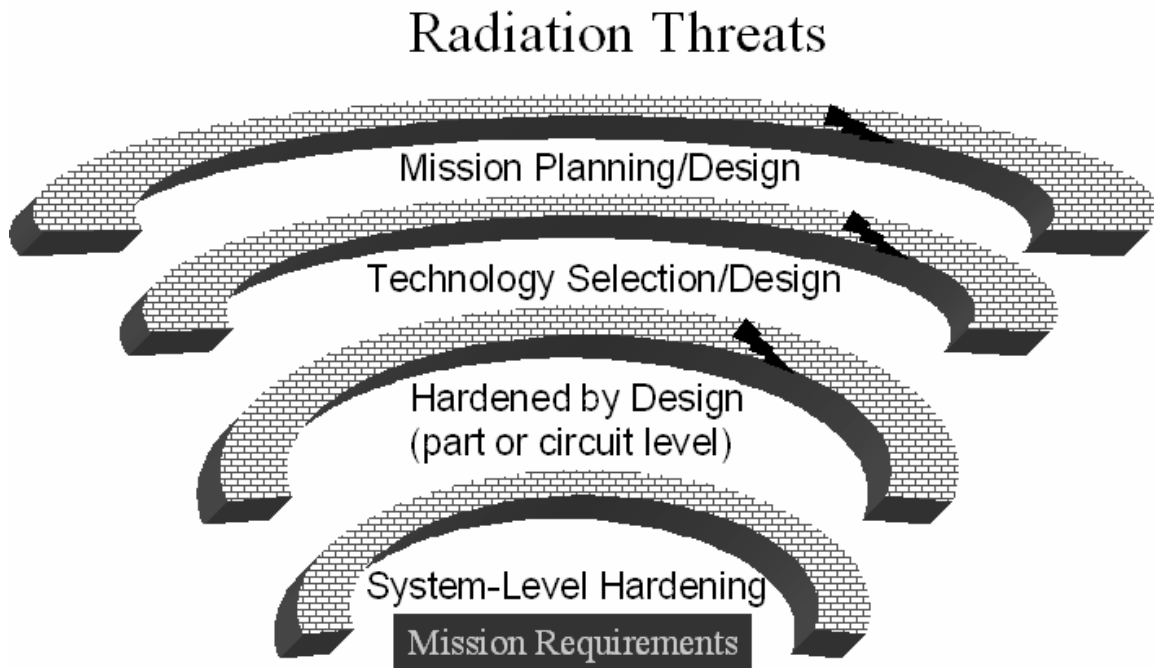 Radiation Threats
Mission Planning/Design
Technology Selection/Design
Hardened by Design
(part or circuit level)
System-Level Hardening
Mission Requirements